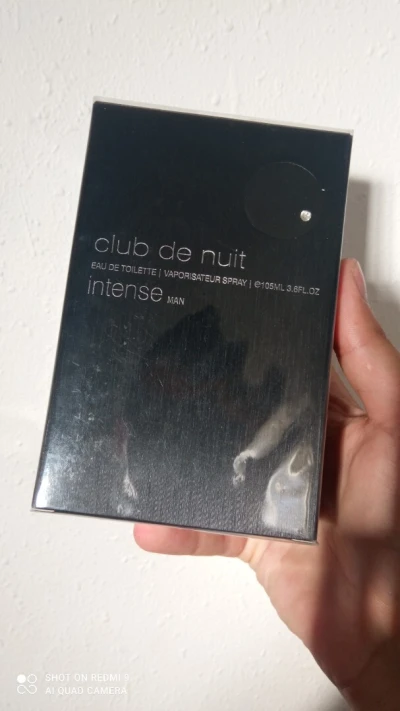 club de nuit
EAU DE TOILETTE | VAPORISATEUR SPRAY | ℮105ML 3.6FL.OZ
intense MAN
SHOT ON REDMI 9
AI QUAD CAMERA